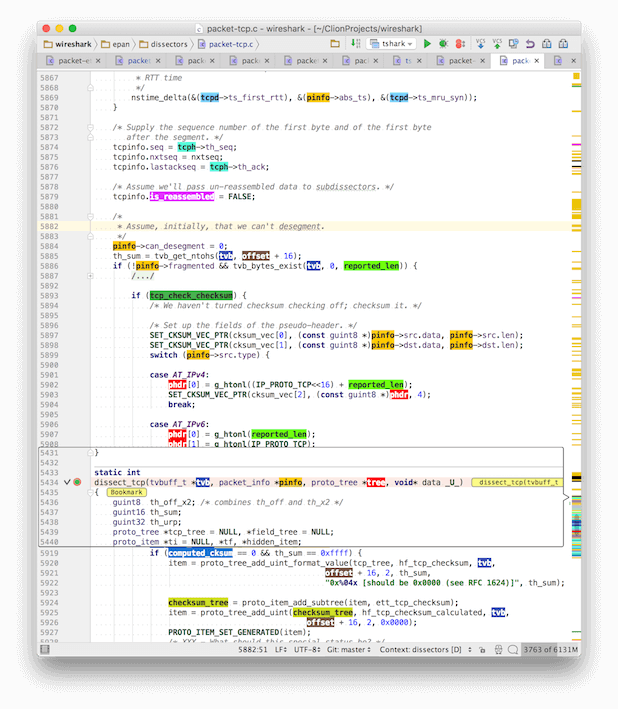 packet-tcp.c - wireshark - [~/ClionProjects/wireshark]
wireshark epan dissectors packet-tcp.c tshark VCS VCS
packet packet pack packe packet packe pac ts packet- pack pac
5867 * RTT time
5868 */
5869 nstime_delta(&(tcpd->ts_first_rtt), &(pinfo->abs_ts), &(tcpd->ts_mru_syn));
5870 }
5871
5872 /* Supply the sequence number of the first byte and of the first byte
5873 after the segment. */
5874 tcpinfo.seq = tcph->th_seq;
5875 tcpinfo.nxtseq = nxtseq;
5876 tcpinfo.lastackseq = tcph->th_ack;
5877
5878 /* Assume we'll pass un-reassembled data to subdissectors. */
5879 tcpinfo.is_reassembled = FALSE;
5880
5881 /*
5882 * Assume, initially, that we can't desegment.
5883 */
5884 pinfo->can_desegment = 0;
5885 th_sum = tvb_get_ntohs(tvb, offset + 16);
5886 if (!pinfo->fragmented && tvb_bytes_exist(tvb, 0, reported_len)) {
5887 /.../
5892
5893 if (tcp_check_checksum) {
5894 /* We haven't turned checksum checking off; checksum it. */
5895
5896 /* Set up the fields of the pseudo-header. */
5897 SET_CKSUM_VEC_PTR(cksum_vec[0], (const guint8 *)pinfo->src.data, pinfo->src.len);
5898 SET_CKSUM_VEC_PTR(cksum_vec[1], (const guint8 *)pinfo->dst.data, pinfo->dst.len);
5899 switch (pinfo->src.type) {
5900
5901 case AT_IPv4:
5902 phdr[0] = g_htonl((IP_PROTO_TCP<<16) + reported_len);
5903 SET_CKSUM_VEC_PTR(cksum_vec[2], (const guint8 *)phdr, 4);
5904 break;
5905
5906 case AT_IPv6:
5907 phdr[0] = g_htonl(reported_len);
5908 phdr[1] = g_htonl(IP_PROTO_TCP)
5431 }
5432
5433 static int
5434 dissect_tcp(tvbuff_t *tvb, packet_info *pinfo, proto_tree *tree, void* data _U_) dissect_tcp(tvbuff_t
5435 { Bookmark
5436 guint8 th_off_x2; /* combines th_off and th_x2 */
5437 guint16 th_sum;
5438 guint32 th_urp;
5439 proto_tree *tcp_tree = NULL, *field_tree = NULL;
5440 proto_item *ti = NULL, *tf, *hidden_item;
5919 if (computed_cksum == 0 && th_sum == 0xffff) {
5920 item = proto_tree_add_uint_format_value(tcp_tree, hf_tcp_checksum, tvb,
5921 offset + 16, 2, th_sum,
5922 "0x%04x [should be 0x0000 (see RFC 1624)]", th_sum);
5923
5924 checksum_tree = proto_item_add_subtree(item, ett_tcp_checksum);
5925 item = proto_tree_add_uint(checksum_tree, hf_tcp_checksum_calculated, tvb,
5926 offset + 16, 2, 0x0000);
5927 PROTO_ITEM_SET_GENERATED(item);
5928 /* XXX - What should this special status be? */
5882:51 LF UTF-8 Git: master Context: dissectors [D] 3763 of 6131M